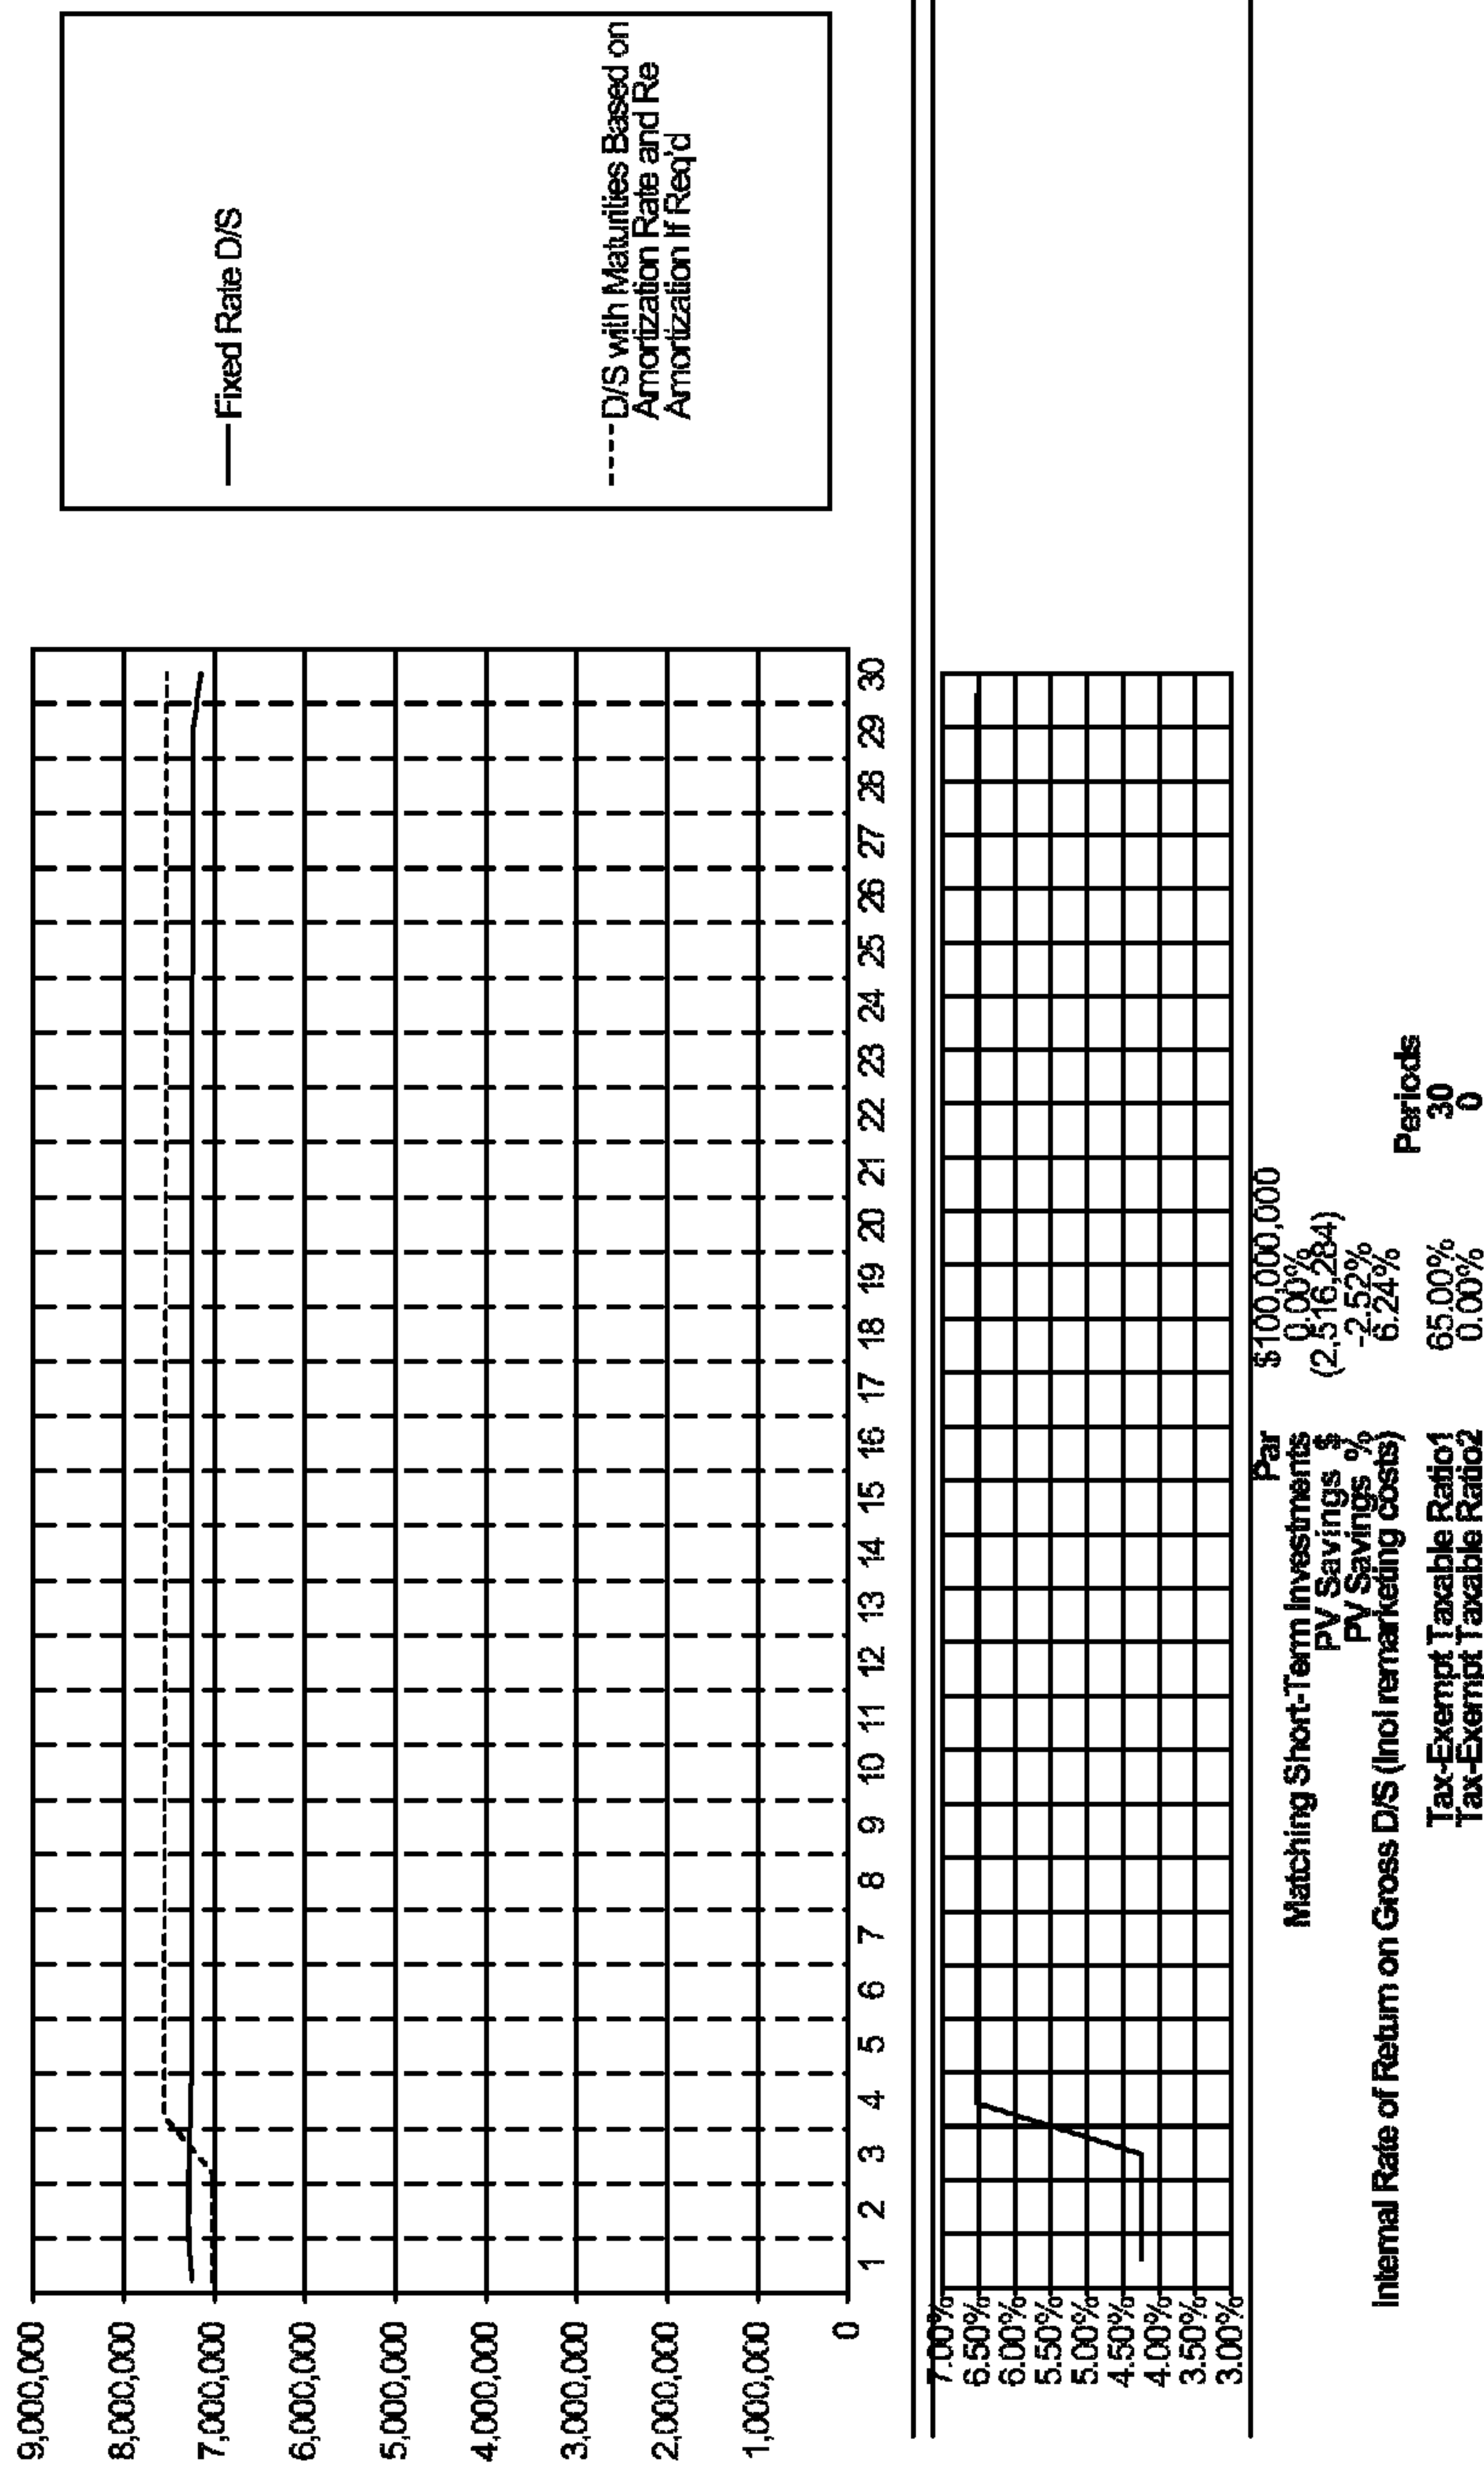 9,000,000
8,000,000
7,000,000
6,000,000
5,000,000
4,000,000
3,000,000
2,000,000
1,000,000
0
1 2 3 4 5 6 7 8 9 10 11 12 13 14 15 16 17 18 19 20 21 22 23 24 25 26 27 28 29 30
Fixed Rate D/S
D/S with Maturities Based on
Amortization Rate and Re
Amortization If Req'd
7.00%
6.50%
6.00%
5.50%
5.00%
4.50%
4.00%
3.50%
3.00%
Par $100,000,000
Matching Short-Term Investments 0.00%
PV Savings $ (2,516,284)
PV Savings % -2.52%
Internal Rate of Return on Gross D/S (Incl remarketing costs) 6.24%
Periods
Tax-Exempt Taxable Ratio1 65.00% 30
Tax-Exempt Taxable Ratio2 0.00% 0